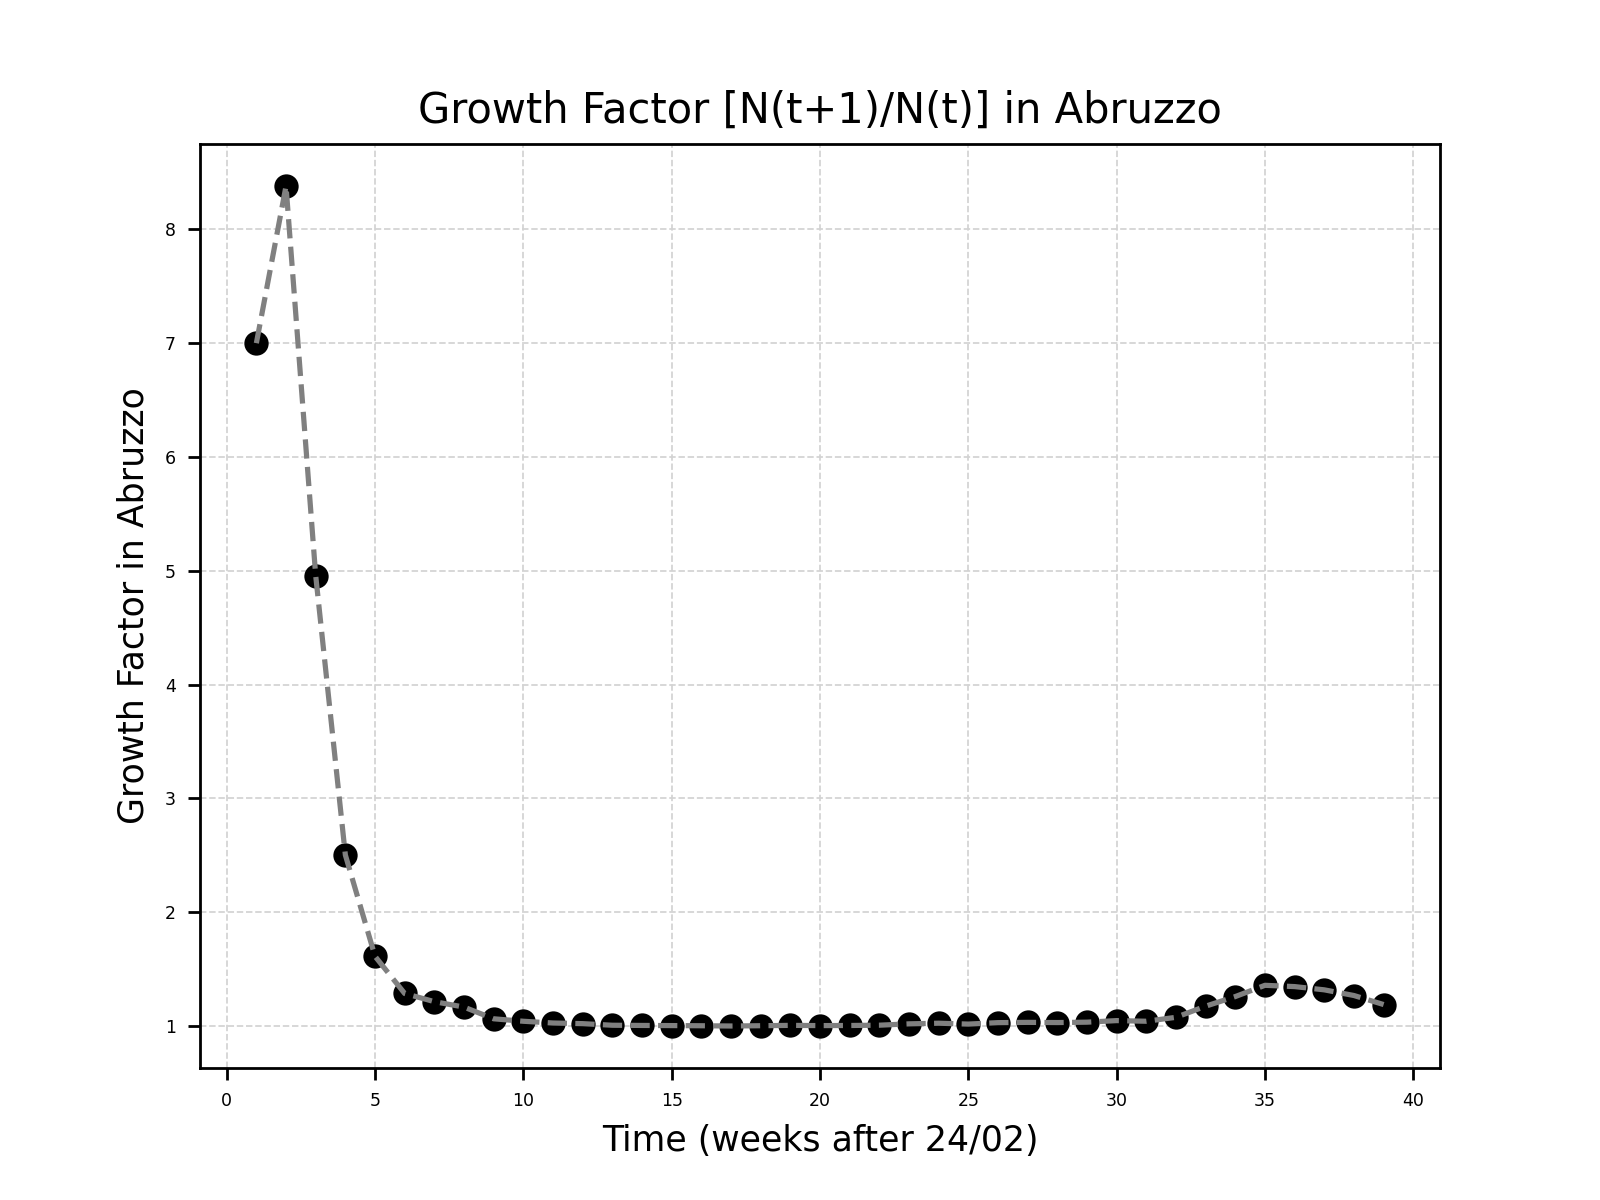 Growth Factor [N(t+1)/N(t)] in Abruzzo
Growth Factor in Abruzzo
8
7
6
5
4
3
2
1
0 5 10 15 20 25 30 35 40
Time (weeks after 24/02)